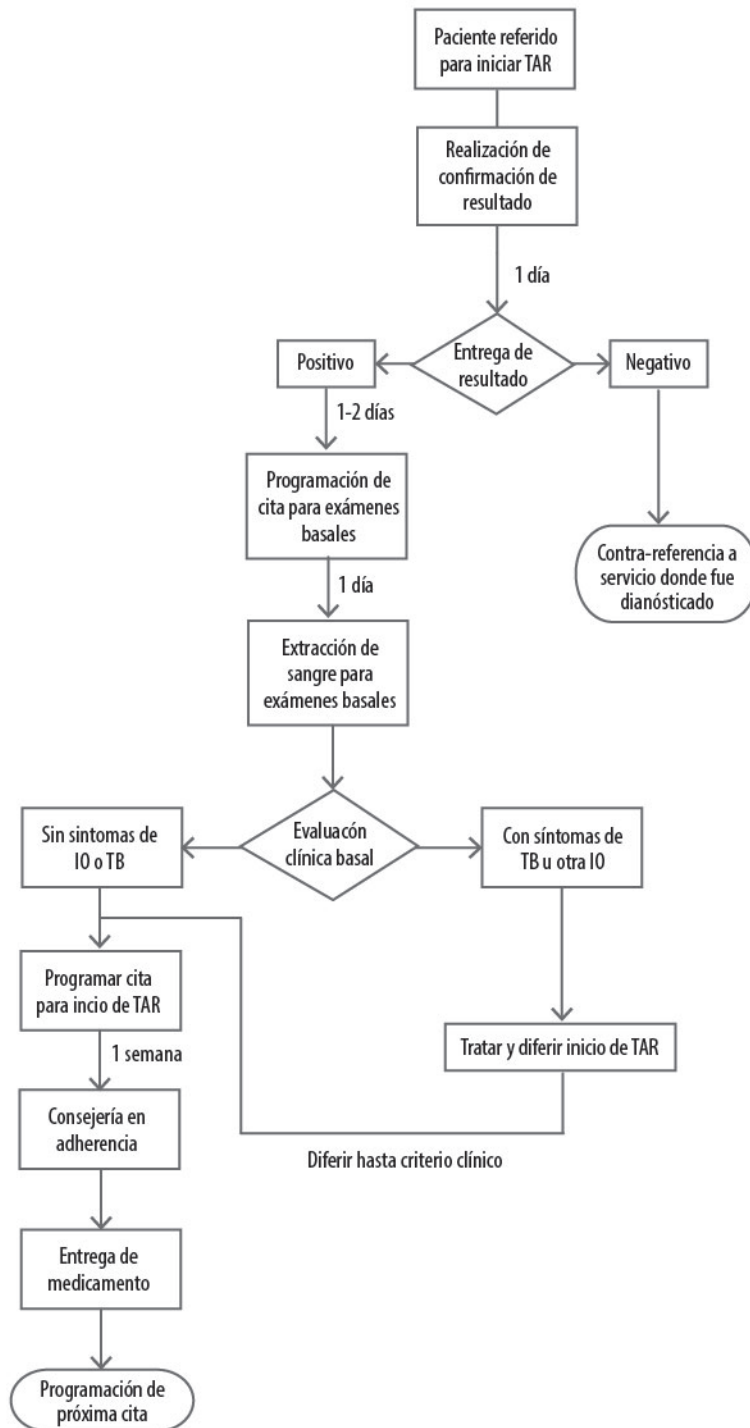 Paciente referido
para iniciar TAR
Realización de
confirmación de
resultado
1 día
Entrega de
resultado
Positivo
Negativo
1-2 días
Programación de
cita para exámenes
basales
Contra-referencia a
servicio donde fue
dianósticado
1 día
Extracción de
sangre para
exámenes basales
Evaluacón
clínica basal
Sin sintomas de
IO o TB
Con síntomas de
TB u otra IO
Programar cita
para incio de TAR
Tratar y diferir inicio de TAR
1 semana
Consejería en
adherencia
Diferir hasta criterio clínico
Entrega de
medicamento
Programación de
próxima cita